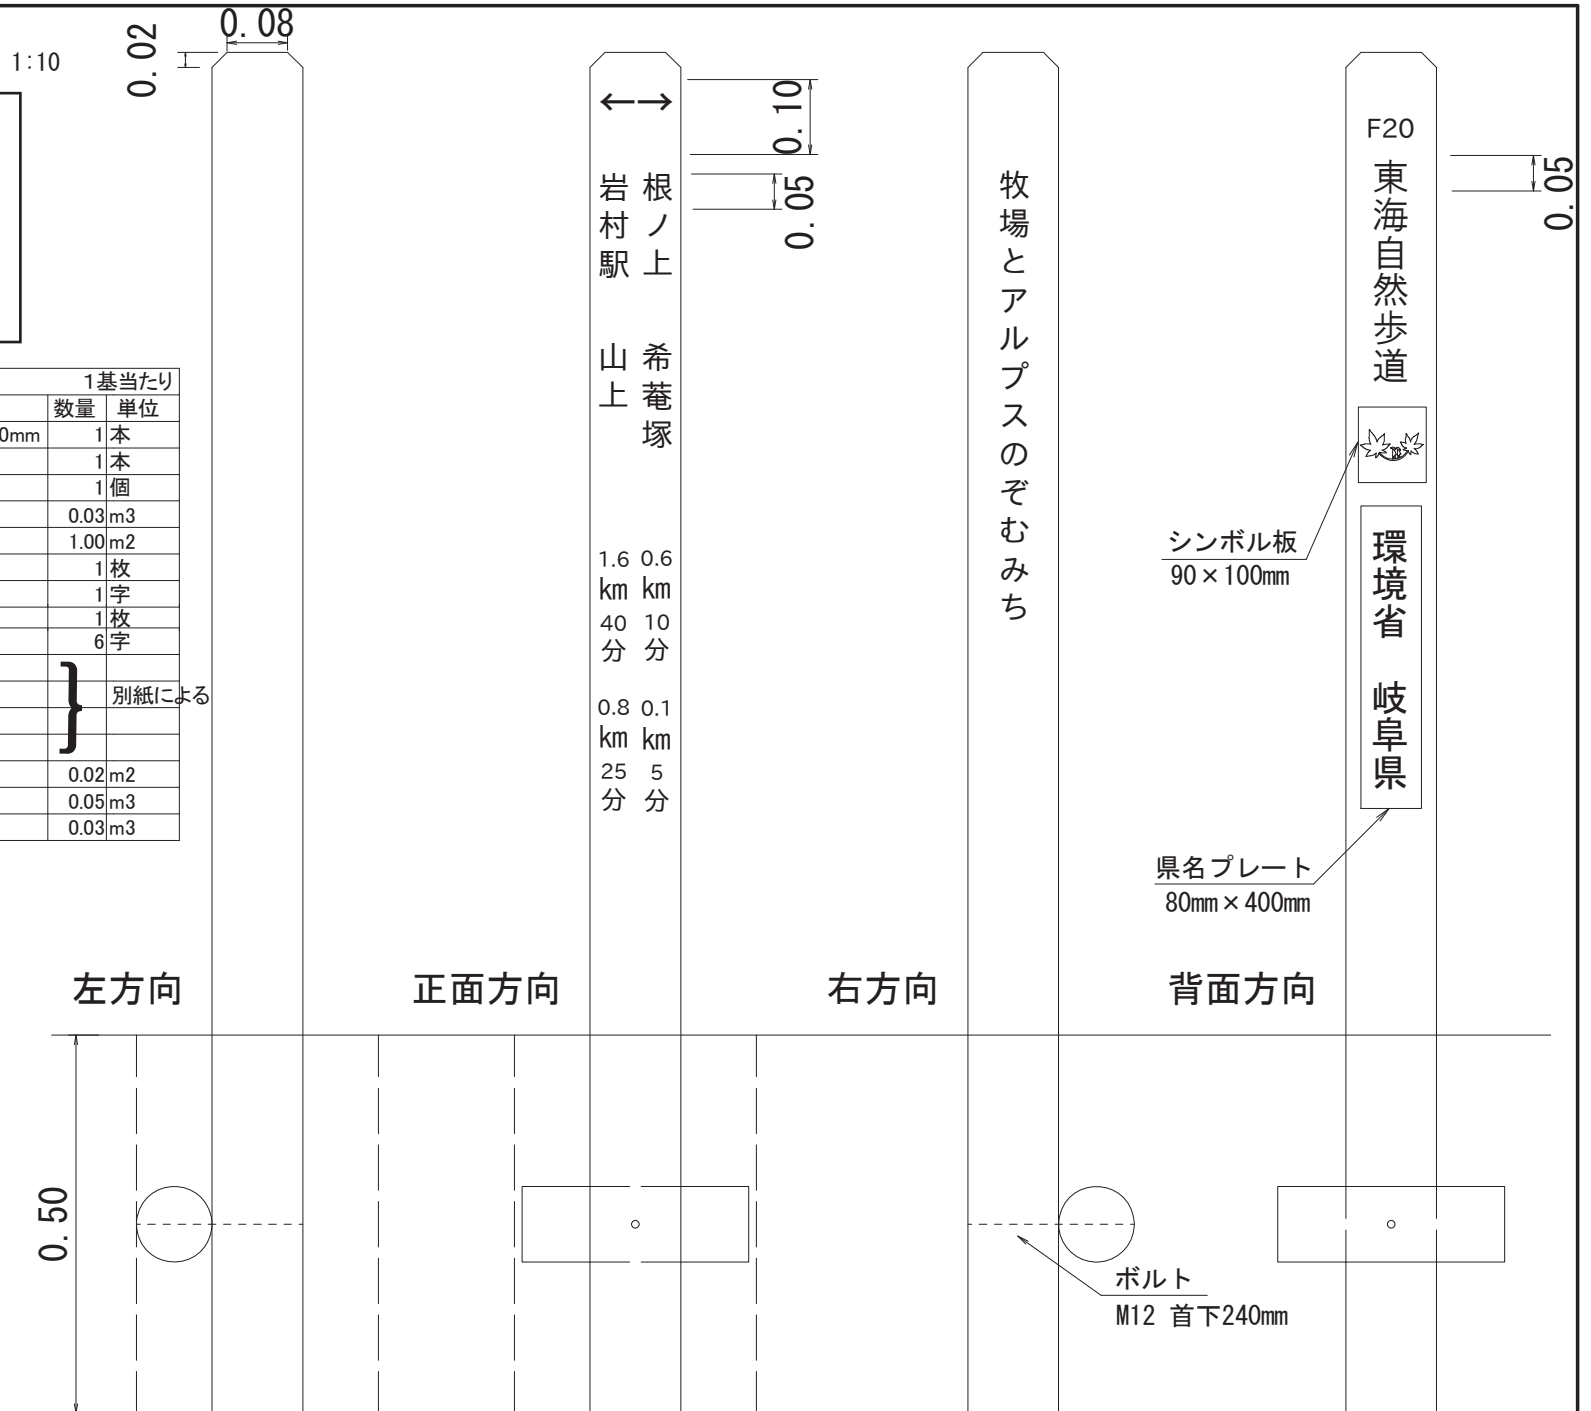 1:10
0.02
0.08
1基当たり
数量 単位
0mm 1 本
1 本
1 個
0.03 m3
1.00 m2
1 枚
1 字
1 枚
6 字
} 別紙による
0.02 m2
0.05 m3
0.03 m3
←→
根ノ上 希菴塚
岩村駅 山上
0.6 km 10 分
1.6 km 40 分
0.1 km 5 分
0.8 km 25 分
0.10
0.05
牧場とアルプスのぞむみち
F20
東海自然歩道
0.05
環境省 岐阜県
シンボル板
90×100mm
県名プレート
80mm×400mm
左方向
正面方向
右方向
背面方向
0.50
ボルト
M12 首下240mm